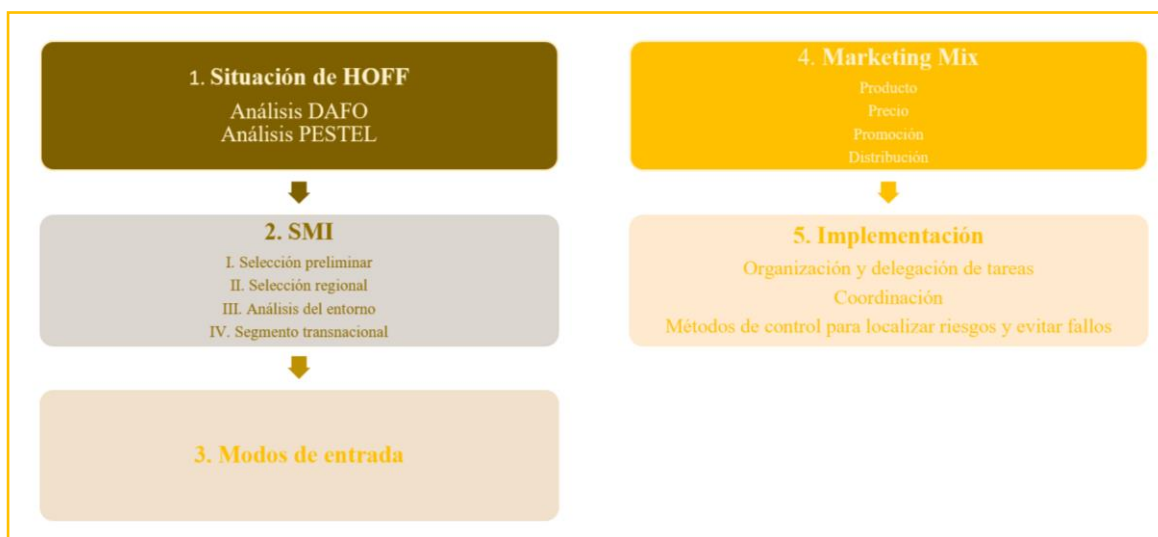 1. Situación de HOFF
Análisis DAFO
Análisis PESTEL
2. SMI
I. Selección preliminar
II. Selección regional
III. Análisis del entorno
IV. Segmento transnacional
3. Modos de entrada
4. Marketing Mix
Producto
Precio
Promoción
Distribución
5. Implementación
Organización y delegación de tareas
Coordinación
Métodos de control para localizar riesgos y evitar fallos